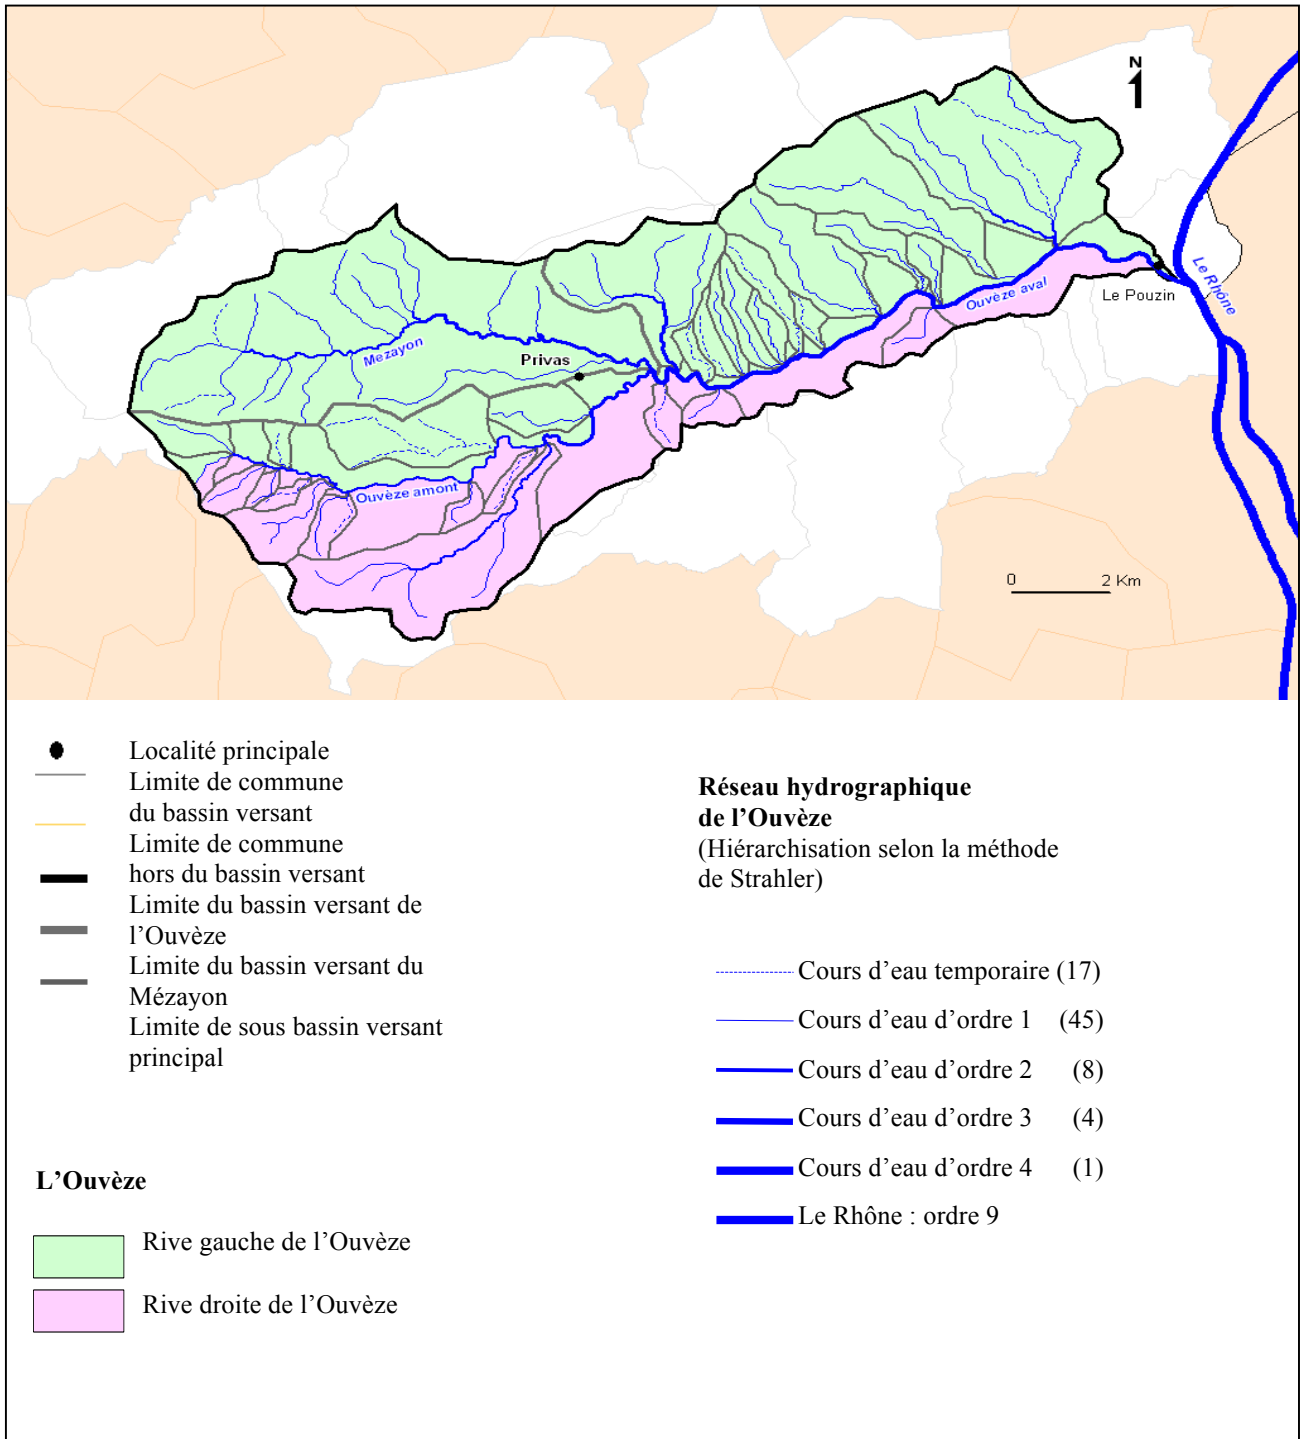 N
Le Rhône
Ouvèze aval
Le Pouzin
Mezayon
Privas
Ouvèze amont
0 2 Km
Localité principale
Limite de commune
du bassin versant
Limite de commune
hors du bassin versant
Limite du bassin versant de
l’Ouvèze
Limite du bassin versant du
Mézayon
Limite de sous bassin versant
principal
L’Ouvèze
Rive gauche de l’Ouvèze
Rive droite de l’Ouvèze
Réseau hydrographique
de l’Ouvèze
(Hiérarchisation selon la méthode
de Strahler)
Cours d’eau temporaire (17)
Cours d’eau d’ordre 1 (45)
Cours d’eau d’ordre 2 (8)
Cours d’eau d’ordre 3 (4)
Cours d’eau d’ordre 4 (1)
Le Rhône : ordre 9